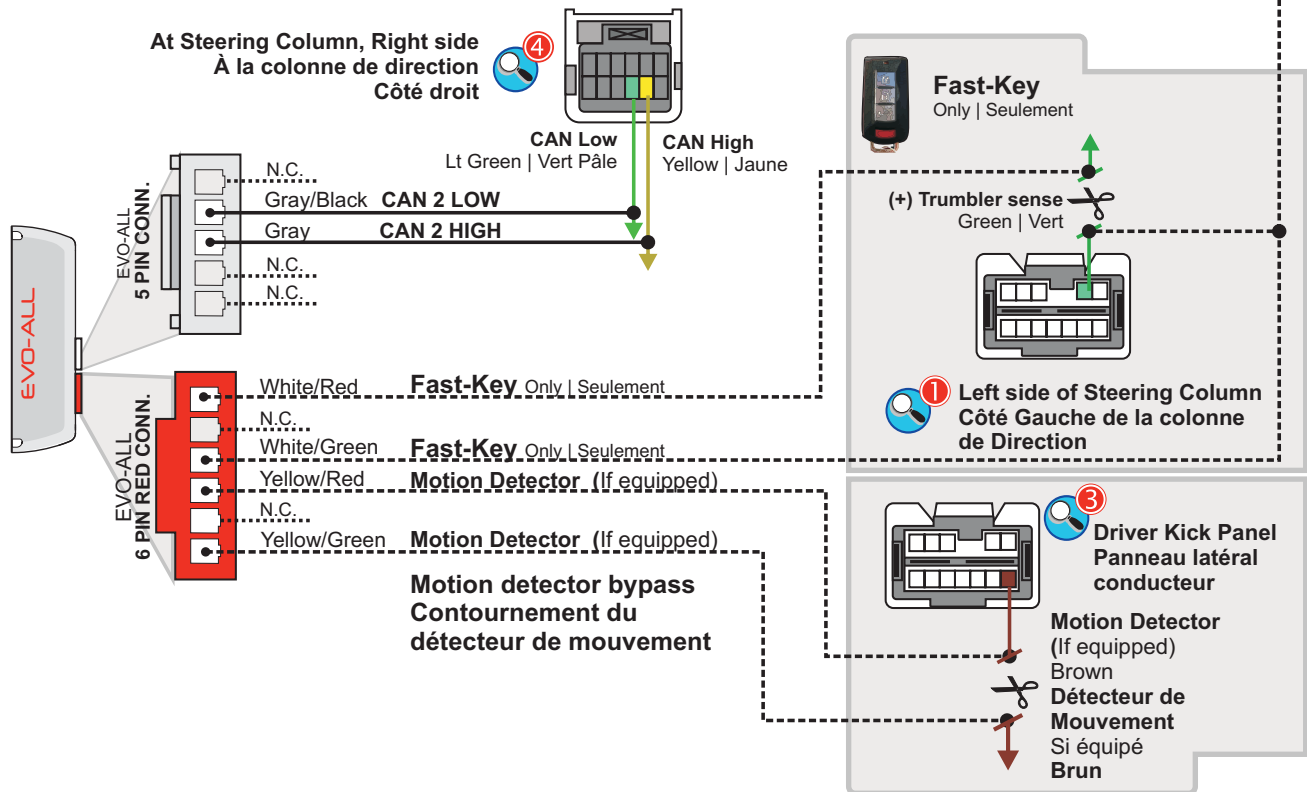 At Steering Column, Right side
À la colonne de direction
Côté droit
4
CAN Low
Lt Green | Vert Pâle
CAN High
Yellow | Jaune
EVO-ALL
EVO-ALL
5 PIN CONN.
N.C.
Gray/Black CAN 2 LOW
Gray CAN 2 HIGH
N.C.
N.C.
EVO-ALL
6 PIN RED CONN.
White/Red Fast-Key Only | Seulement
N.C.
White/Green Fast-Key Only | Seulement
Yellow/Red Motion Detector (If equipped)
N.C.
Yellow/Green Motion Detector (If equipped)
Motion detector bypass
Contournement du
détecteur de mouvement
Fast-Key
Only | Seulement
(+) Trumbler sense
Green | Vert
1
Left side of Steering Column
Côté Gauche de la colonne
de Direction
3
Driver Kick Panel
Panneau latéral
conducteur
Motion Detector
(If equipped)
Brown
Détecteur de
Mouvement
Si équipé
Brun